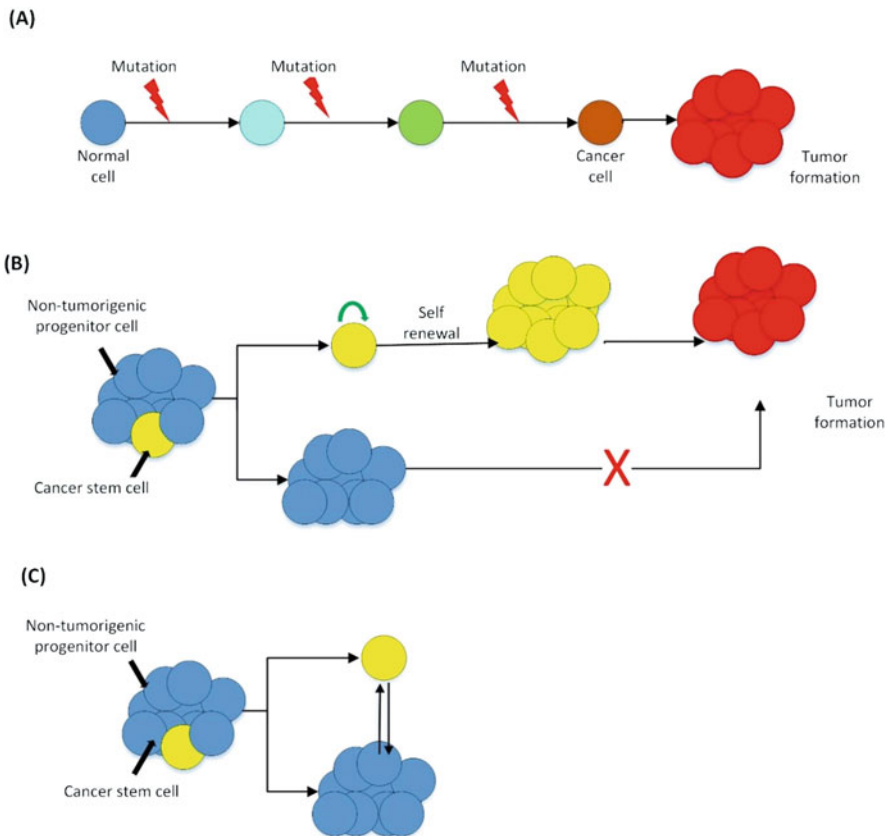 (A)
Mutation
Mutation
Mutation
Normal
cell
Cancer
cell
Tumor
formation
(B)
Non-tumorigenic
progenitor cell
Cancer stem cell
Self
renewal
X
Tumor
formation
(C)
Non-tumorigenic
progenitor cell
Cancer stem cell